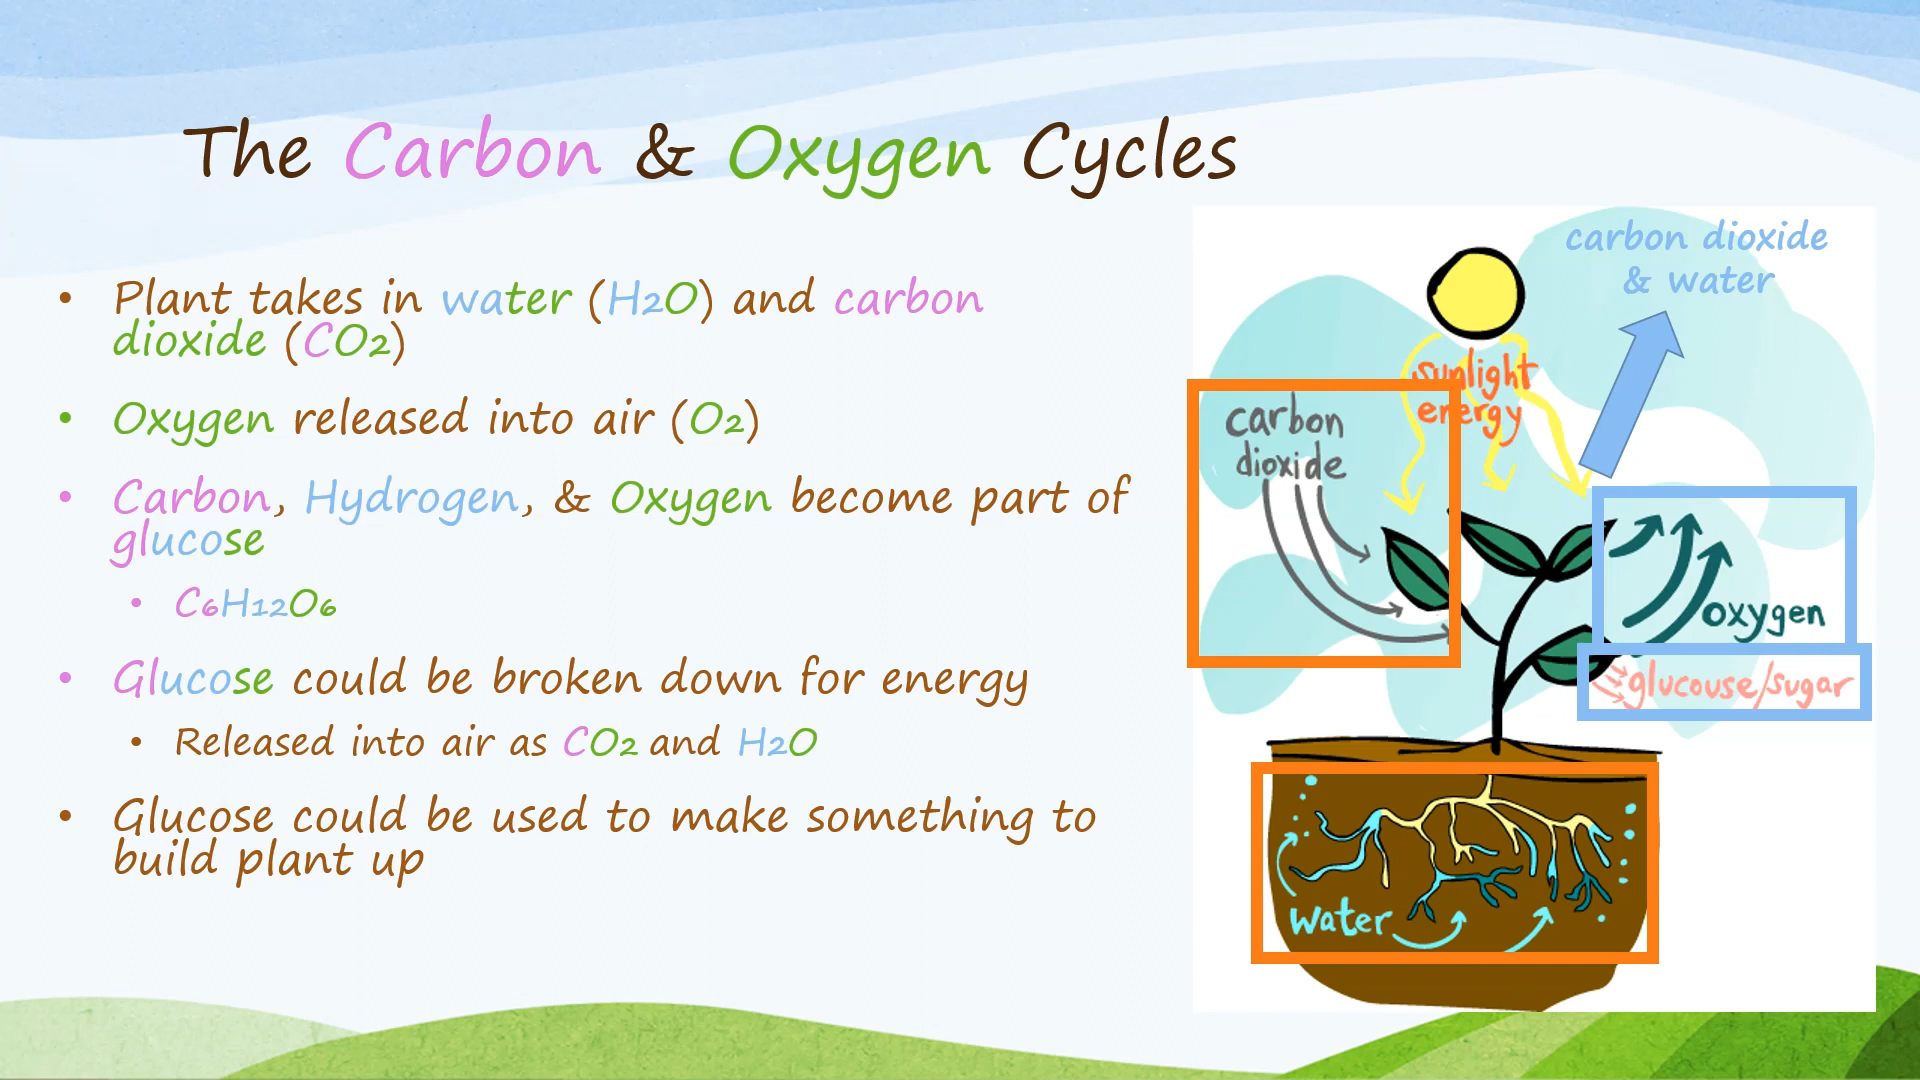 The Carbon & Oxygen Cycles
• Plant takes in water (H2O) and carbon
dioxide (CO2)
• Oxygen released into air (O2)
• Carbon, Hydrogen, & Oxygen become part of
glucose
• C6H12O6
• Glucose could be broken down for energy
• Released into air as CO2 and H2O
• Glucose could be used to make something to
build plant up
carbon dioxide
& water
sunlight
energy
carbon
dioxide
oxygen
glucouse/sugar
water